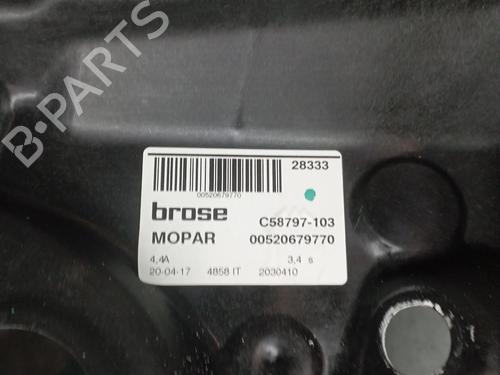 B-PARTS
28333
00520679770
brose
C58797-103
MOPAR 00520679770
4,4A 3,4 s
20-04-17 4858 IT 2030410